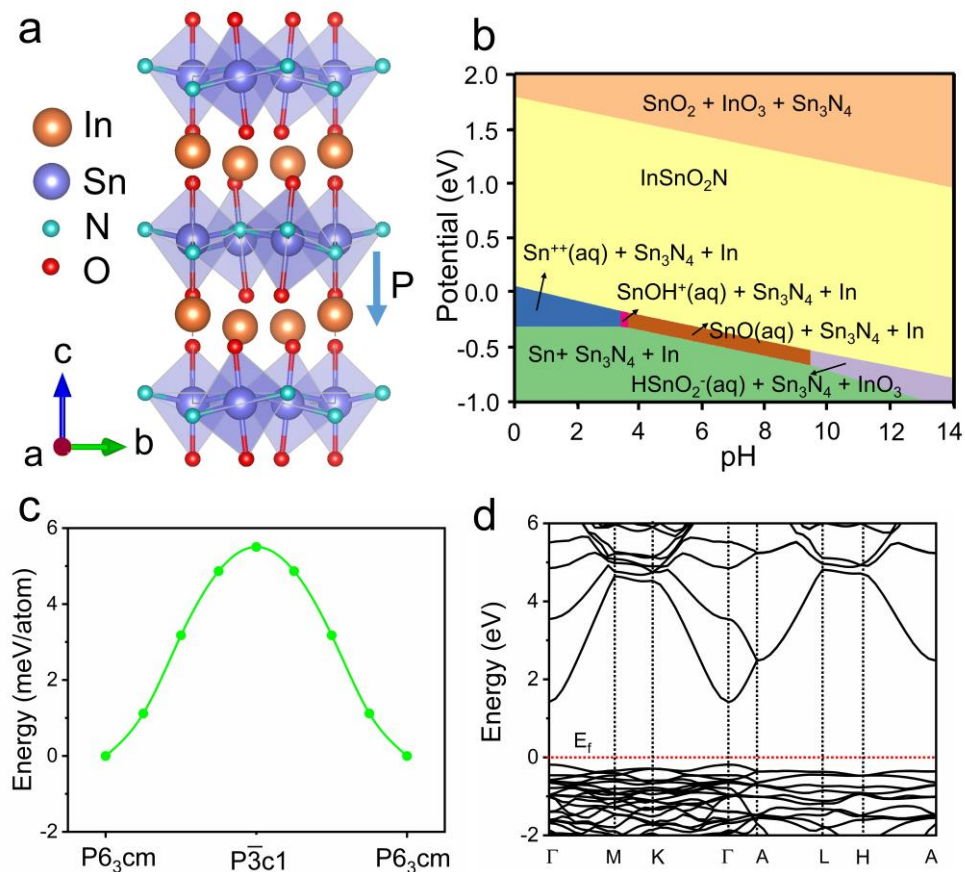 a
In
Sn
N
O
P
c
a
b
b
2.0
1.5
1.0
0.5
0.0
-0.5
-1.0
Potential (eV)
SnO₂ + InO₃ + Sn₃N₄
InSnO₂N
Sn⁺⁺(aq) + Sn₃N₄ + In
SnOH⁺(aq) + Sn₃N₄ + In
SnO(aq) + Sn₃N₄ + In
Sn+ Sn₃N₄ + In
HSnO₂⁻(aq) + Sn₃N₄ + InO₃
0 2 4 6 8 10 12 14
pH
c
6
4
2
0
-2
Energy (meV/atom)
P6₃cm P3̅c1 P6₃cm
d
6
4
2
0
-2
Energy (eV)
E_f
Γ M K Γ A L H A